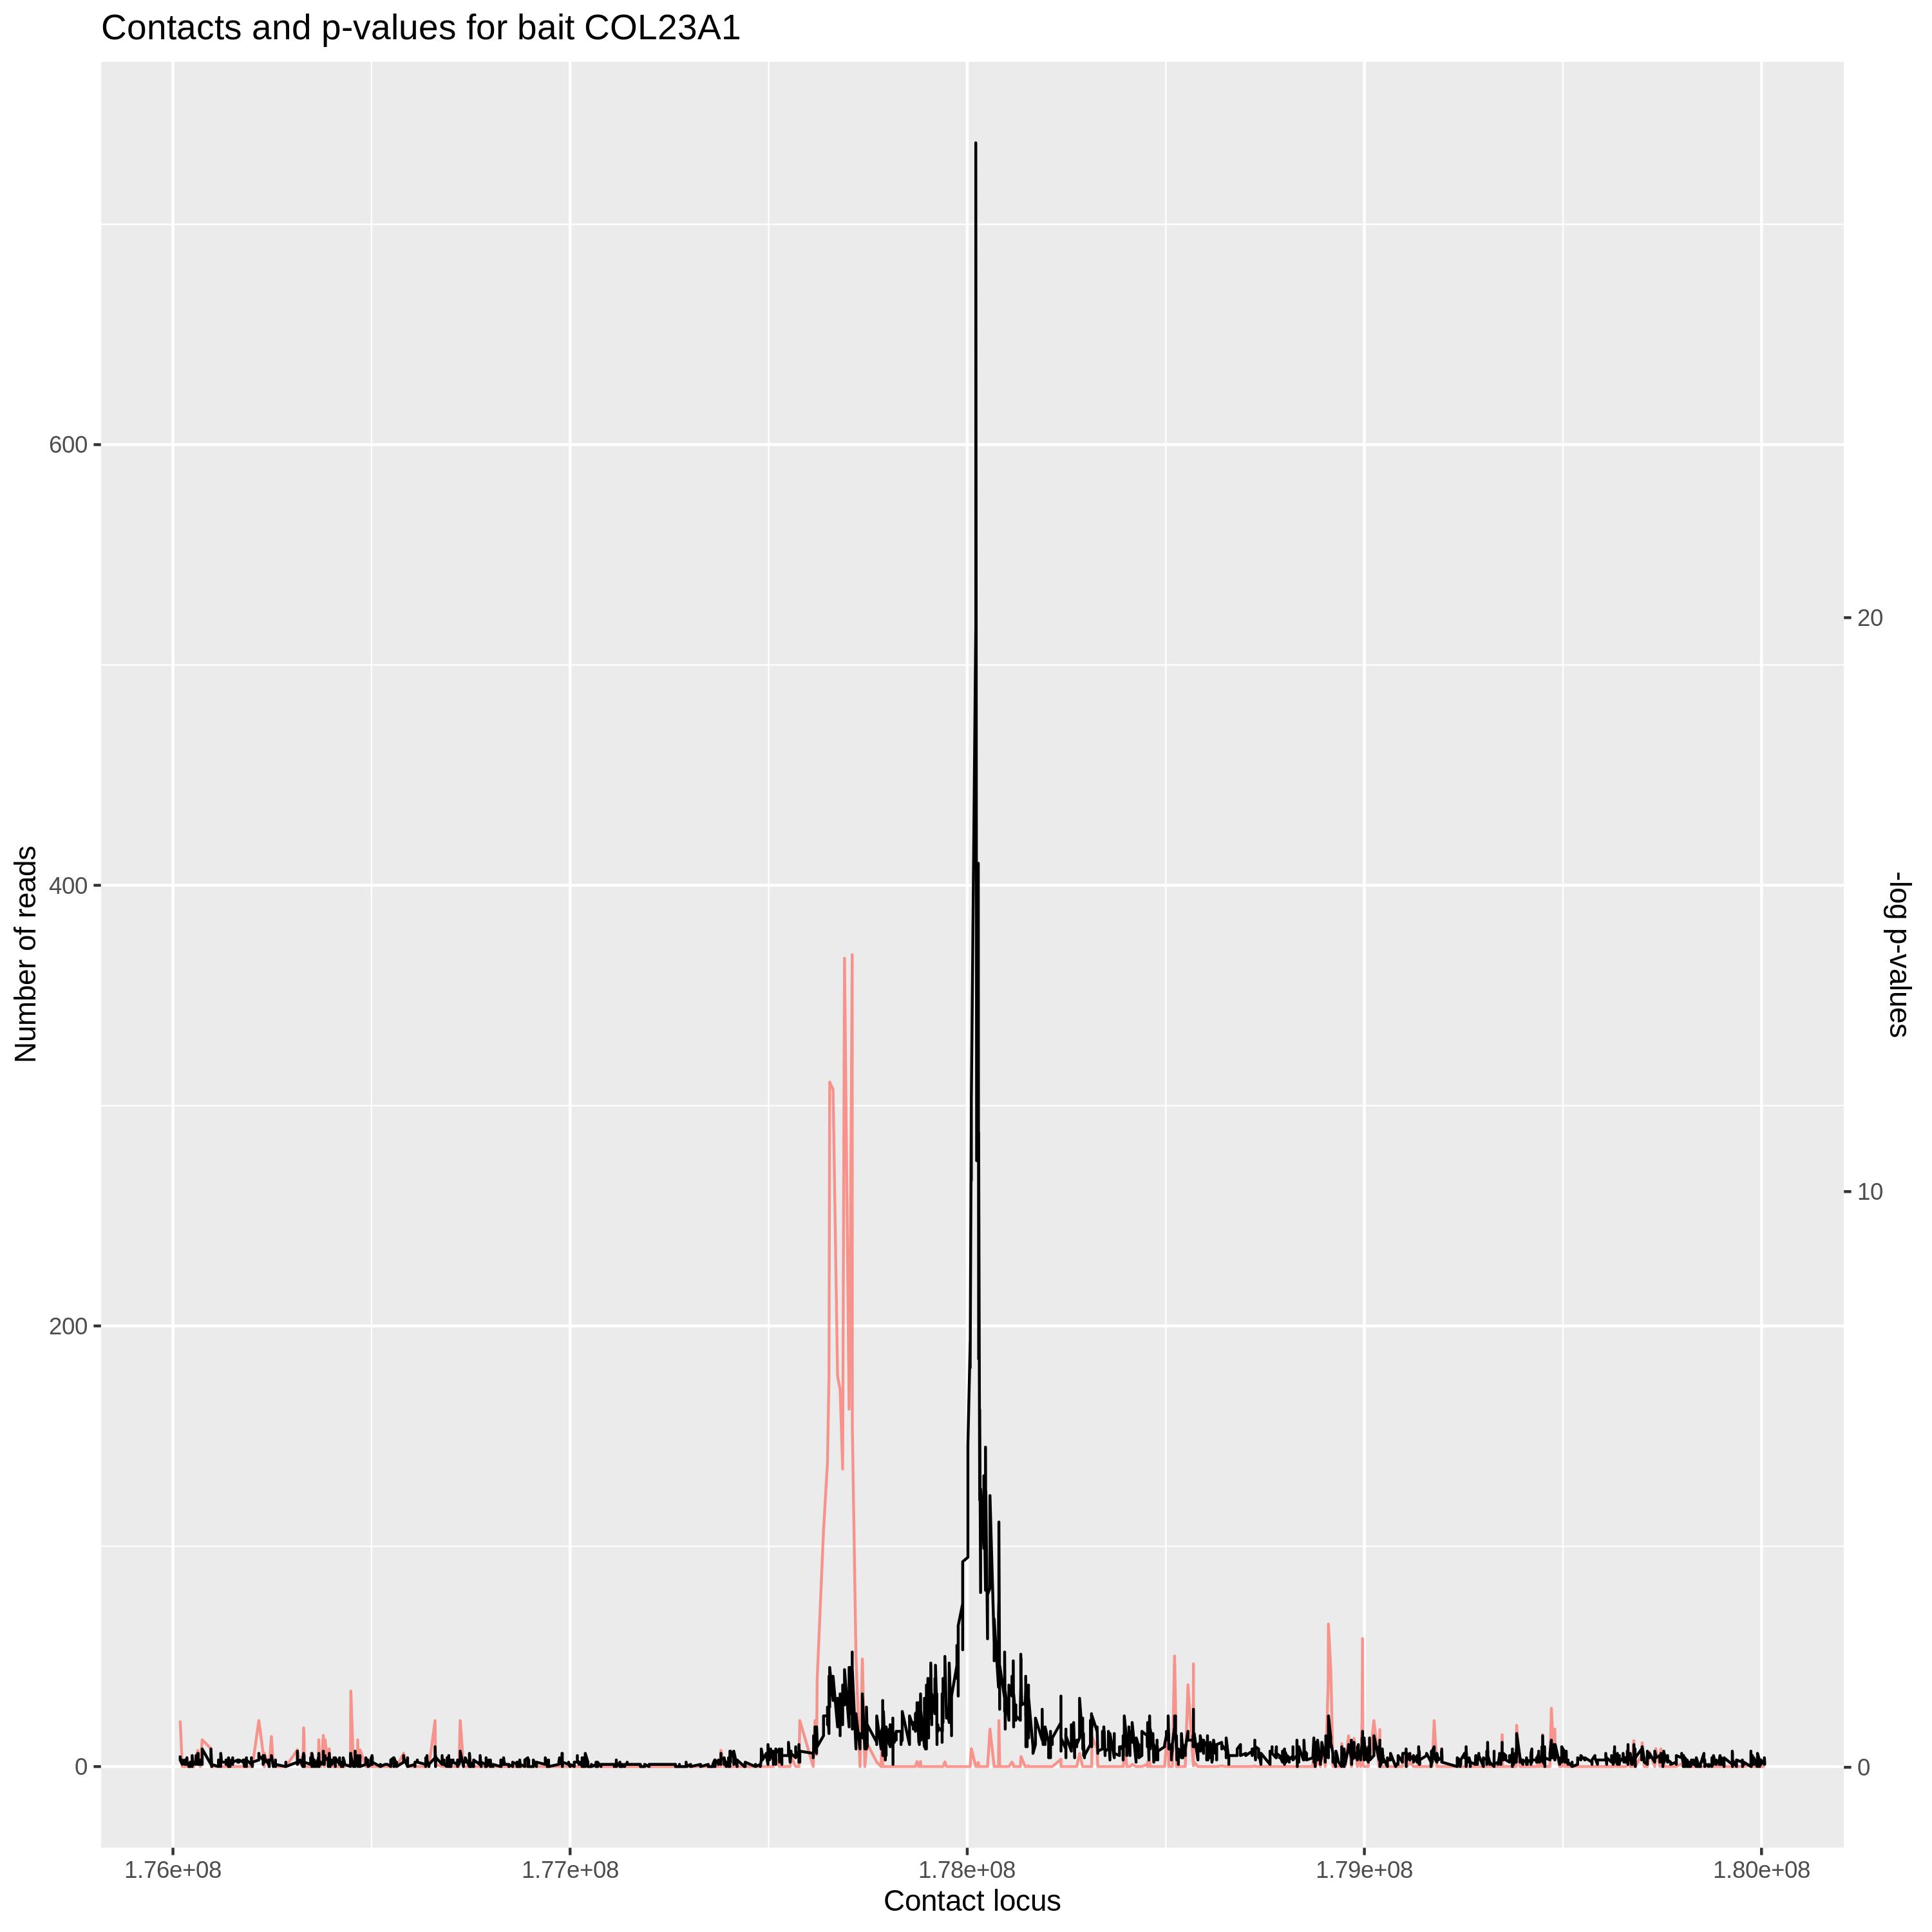 Contacts and p-values for bait COL23A1
600
400
200
0
Number of reads
20
10
0
-log p-values
1.76e+08 1.77e+08 1.78e+08 1.79e+08 1.80e+08
Contact locus